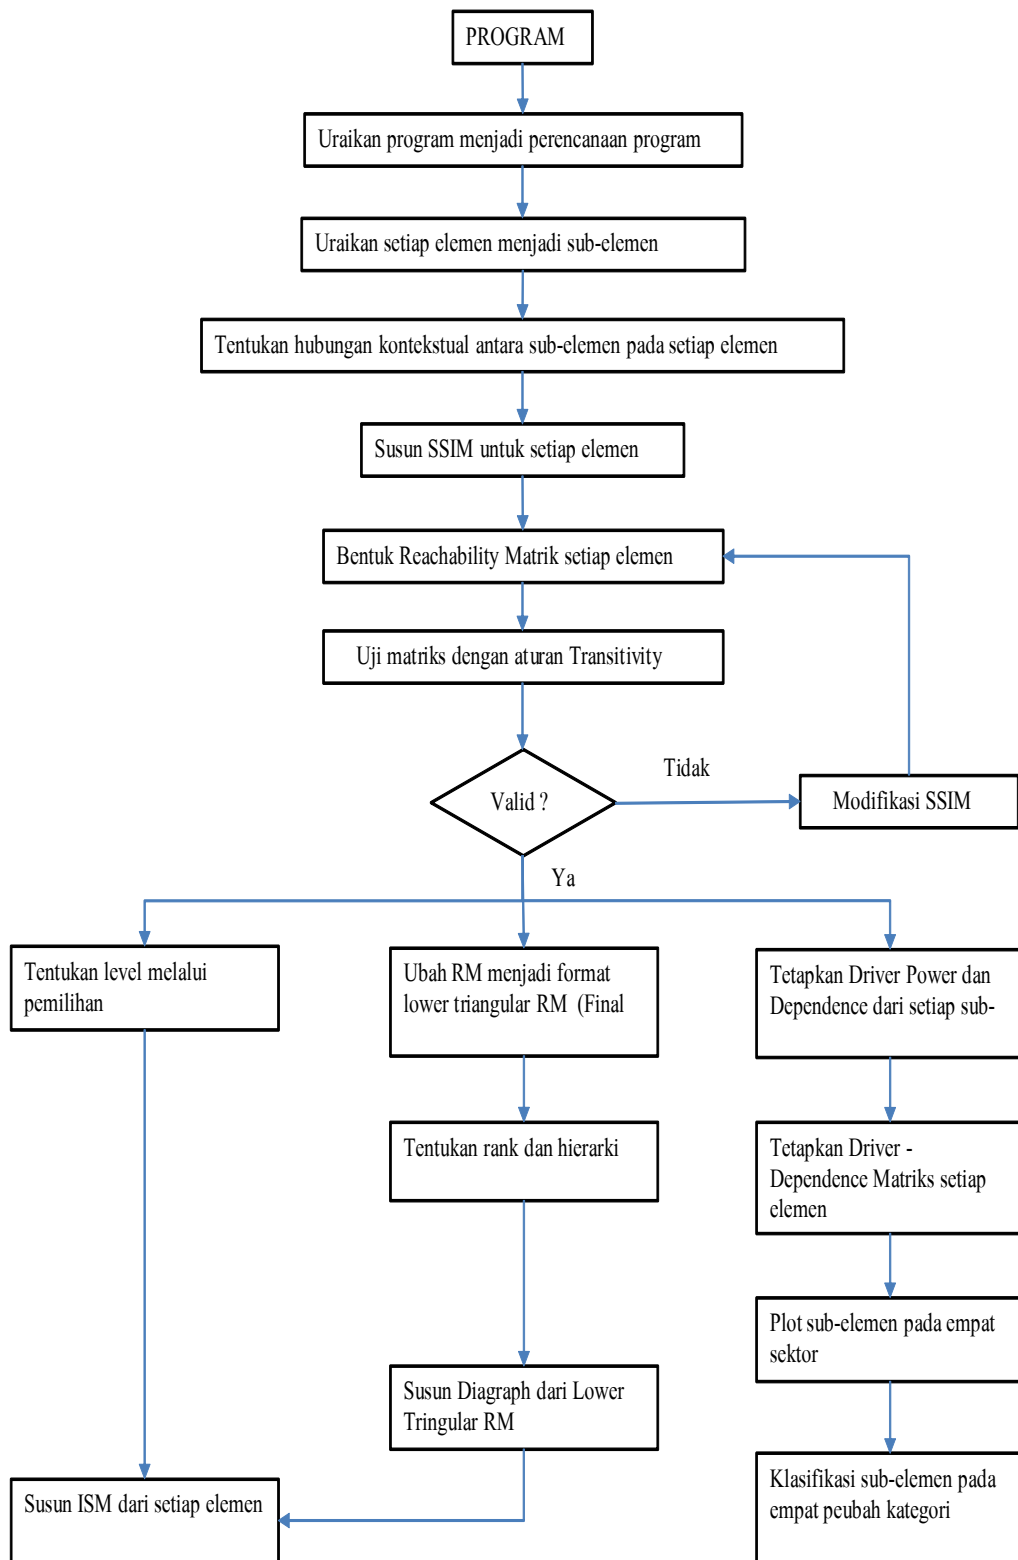 PROGRAM
Uraikan program menjadi perencanaan program
Uraikan setiap elemen menjadi sub-elemen
Tentukan hubungan kontekstual antara sub-elemen pada setiap elemen
Susun SSIM untuk setiap elemen
Bentuk Reachability Matrik setiap elemen
Uji matriks dengan aturan Transitivity
Valid ?
Tidak
Modifikasi SSIM
Ya
Tentukan level melalui
pemilihan
Ubah RM menjadi format
lower triangular RM (Final
Tetapkan Driver Power dan
Dependence dari setiap sub-
Tentukan rank dan hierarki
Tetapkan Driver -
Dependence Matriks setiap
elemen
Plot sub-elemen pada empat
sektor
Susun Diagraph dari Lower
Tringular RM
Klasifikasi sub-elemen pada
empat peubah kategori
Susun ISM dari setiap elemen